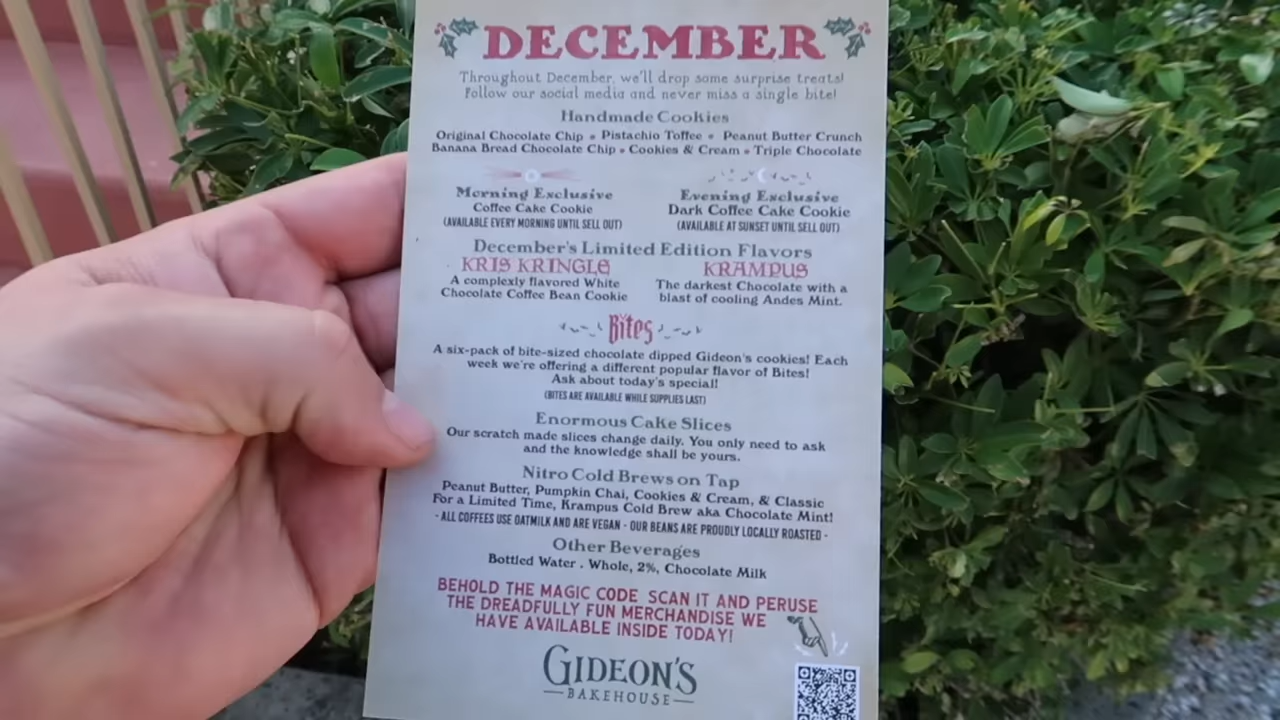 DECEMBER
Throughout December, we'll drop some surprise treats!
Follow our social media and never miss a single bite!
Handmade Cookies
Original Chocolate Chip • Pistachio Toffee • Peanut Butter Crunch
Banana Bread Chocolate Chip • Cookies & Cream • Triple Chocolate
Morning Exclusive
Coffee Cake Cookie
(AVAILABLE EVERY MORNING UNTIL SELL OUT)
Evening Exclusive
Dark Coffee Cake Cookie
(AVAILABLE AT SUNSET UNTIL SELL OUT)
December's Limited Edition Flavors
KRIS KRINGLE
A complexly flavored White
Chocolate Coffee Bean Cookie
KRAMPUS
The darkest Chocolate with a
blast of cooling Andes Mint.
Bites
A six-pack of bite-sized chocolate dipped Gideon's cookies! Each
week we're offering a different popular flavor of Bites!
Ask about today's special!
(BITES ARE AVAILABLE WHILE SUPPLIES LAST)
Enormous Cake Slices
Our scratch made slices change daily. You only need to ask
and the knowledge shall be yours.
Nitro Cold Brews on Tap
Peanut Butter, Pumpkin Chai, Cookies & Cream, & Classic
For a Limited Time, Krampus Cold Brew aka Chocolate Mint!
- ALL COFFEES USE OATMILK AND ARE VEGAN - OUR BEANS ARE PROUDLY LOCALLY ROASTED -
Other Beverages
Bottled Water . Whole, 2%, Chocolate Milk
BEHOLD THE MAGIC CODE SCAN IT AND PERUSE
THE DREADFULLY FUN MERCHANDISE WE
HAVE AVAILABLE INSIDE TODAY!
GIDEON'S
BAKEHOUSE